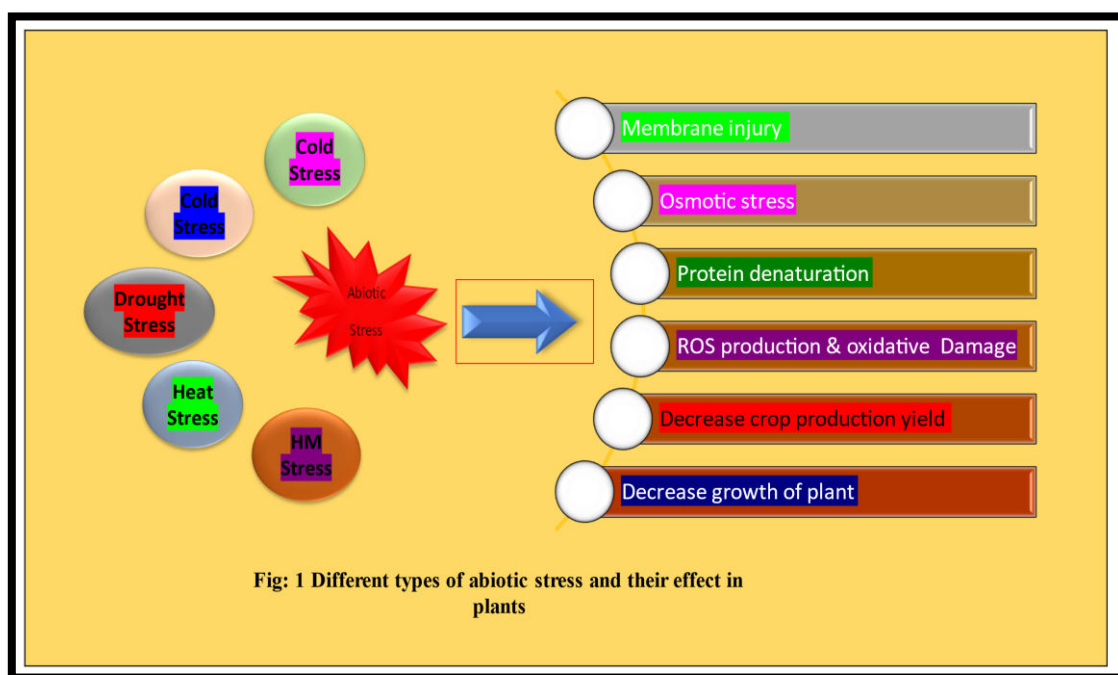 Cold
Stress
Cold
Stress
Drought
Stress
Heat
Stress
HM
Stress
Abiotic
Stress
Membrane injury
Osmotic stress
Protein denaturation
ROS production & oxidative Damage
Decrease crop production yield
Decrease growth of plant
Fig: 1 Different types of abiotic stress and their effect in
plants